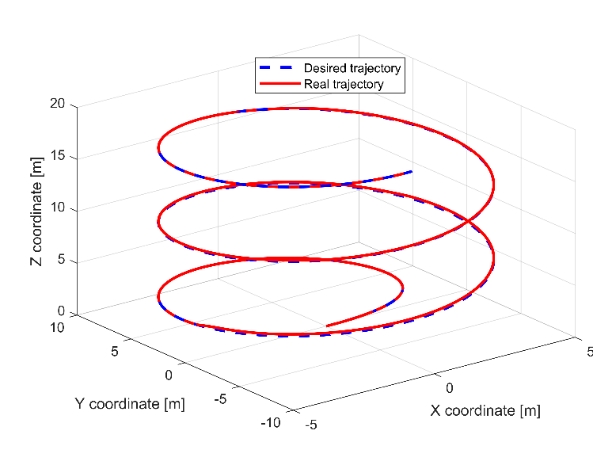 Desired trajectory
Real trajectory
20
15
10
5
0
Z coordinate [m]
10
5
0
-5
-10
Y coordinate [m]
-5
0
5
X coordinate [m]